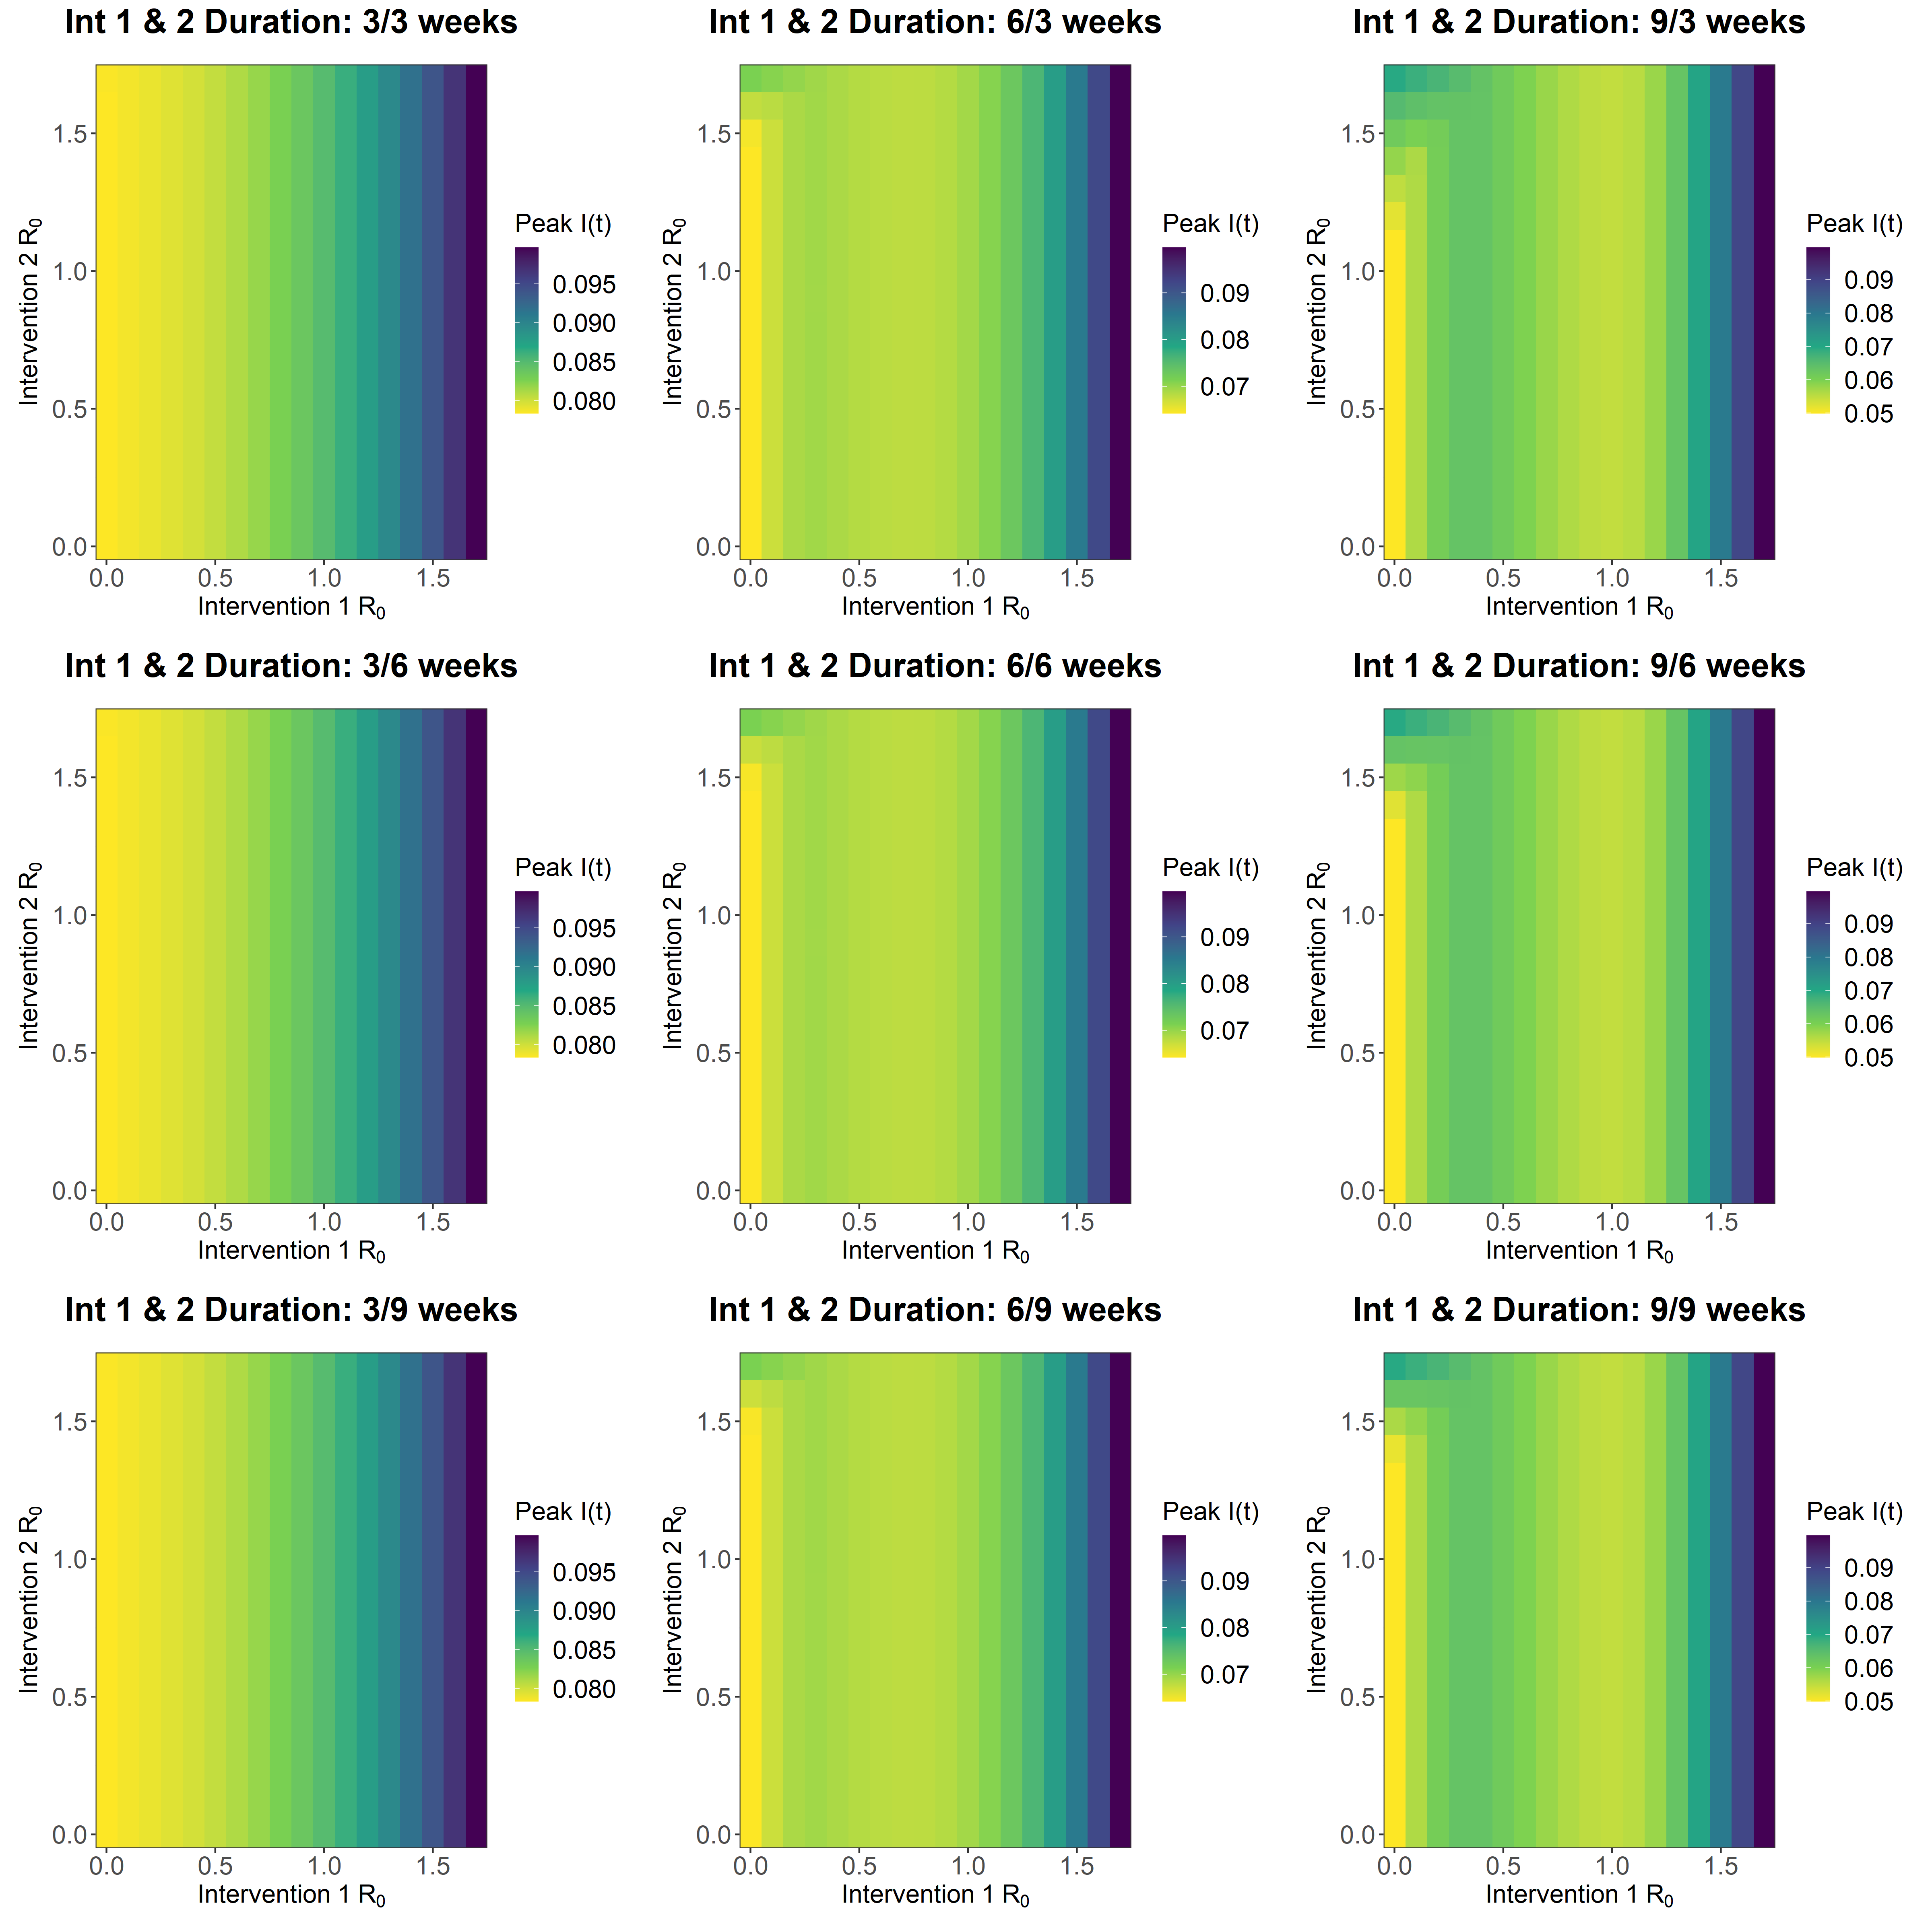 Int 1 & 2 Duration: 3/3 weeks
Intervention 2 R₀
1.5
1.0
0.5
0.0
0.0 0.5 1.0 1.5
Intervention 1 R₀
Peak I(t)
0.095
0.090
0.085
0.080
Int 1 & 2 Duration: 6/3 weeks
Intervention 2 R₀
1.5
1.0
0.5
0.0
0.0 0.5 1.0 1.5
Intervention 1 R₀
Peak I(t)
0.09
0.08
0.07
Int 1 & 2 Duration: 9/3 weeks
Intervention 2 R₀
1.5
1.0
0.5
0.0
0.0 0.5 1.0 1.5
Intervention 1 R₀
Peak I(t)
0.09
0.08
0.07
0.06
0.05
Int 1 & 2 Duration: 3/6 weeks
Intervention 2 R₀
1.5
1.0
0.5
0.0
0.0 0.5 1.0 1.5
Intervention 1 R₀
Peak I(t)
0.095
0.090
0.085
0.080
Int 1 & 2 Duration: 6/6 weeks
Intervention 2 R₀
1.5
1.0
0.5
0.0
0.0 0.5 1.0 1.5
Intervention 1 R₀
Peak I(t)
0.09
0.08
0.07
Int 1 & 2 Duration: 9/6 weeks
Intervention 2 R₀
1.5
1.0
0.5
0.0
0.0 0.5 1.0 1.5
Intervention 1 R₀
Peak I(t)
0.09
0.08
0.07
0.06
0.05
Int 1 & 2 Duration: 3/9 weeks
Intervention 2 R₀
1.5
1.0
0.5
0.0
0.0 0.5 1.0 1.5
Intervention 1 R₀
Peak I(t)
0.095
0.090
0.085
0.080
Int 1 & 2 Duration: 6/9 weeks
Intervention 2 R₀
1.5
1.0
0.5
0.0
0.0 0.5 1.0 1.5
Intervention 1 R₀
Peak I(t)
0.09
0.08
0.07
Int 1 & 2 Duration: 9/9 weeks
Intervention 2 R₀
1.5
1.0
0.5
0.0
0.0 0.5 1.0 1.5
Intervention 1 R₀
Peak I(t)
0.09
0.08
0.07
0.06
0.05